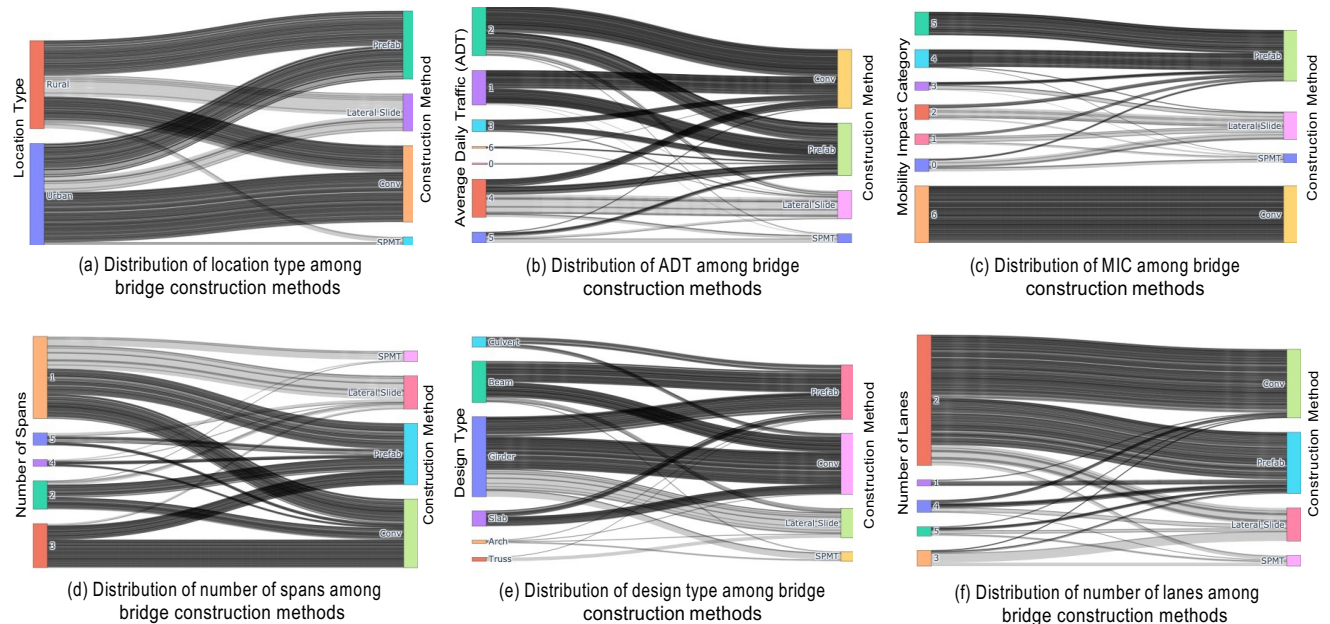 Location Type
Rural
Urban
Prefab
Lateral Slide
Conv
SPMT
Construction Method
(a) Distribution of location type among
bridge construction methods
Average Daily Traffic (ADT)
2
1
3
6
0
4
5
Conv
Prefab
Lateral Slide
SPMT
Construction Method
(b) Distribution of ADT among bridge
construction methods
Mobility Impact Category
5
4
3
2
1
0
6
Prefab
Lateral Slide
SPMT
Conv
Construction Method
(c) Distribution of MIC among bridge
construction methods
Number of Spans
1
5
4
2
3
SPMT
Lateral Slide
Prefab
Conv
Construction Method
(d) Distribution of number of spans among
bridge construction methods
Design Type
Culvert
Beam
Girder
Slab
Arch
Truss
Prefab
Conv
Lateral Slide
SPMT
Construction Method
(e) Distribution of design type among bridge
construction methods
Number of Lanes
2
1
4
5
3
Conv
Prefab
Lateral Slide
SPMT
Construction Method
(f) Distribution of number of lanes among
bridge construction methods